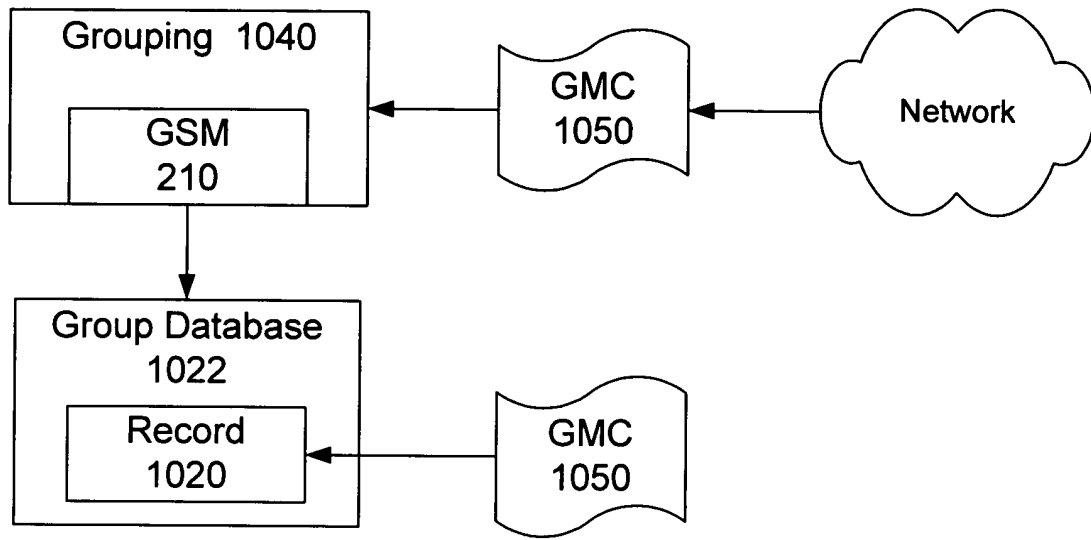 Grouping 1040
GSM
210
GMC
1050
Network
Group Database
1022
Record
1020
GMC
1050